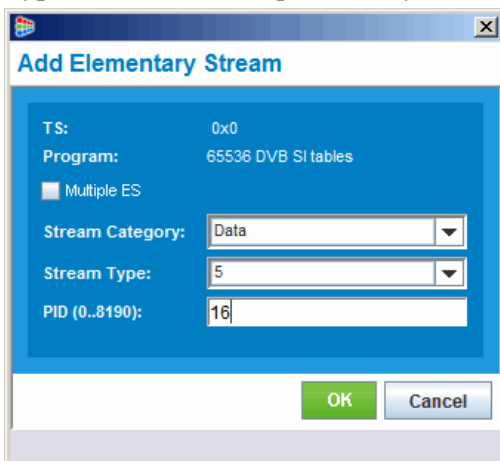 Add Elementary Stream
TS: 0x0
Program: 65536 DVB SI tables
Multiple ES
Stream Category: Data
Stream Type: 5
PID (0..8190): 16
OK Cancel